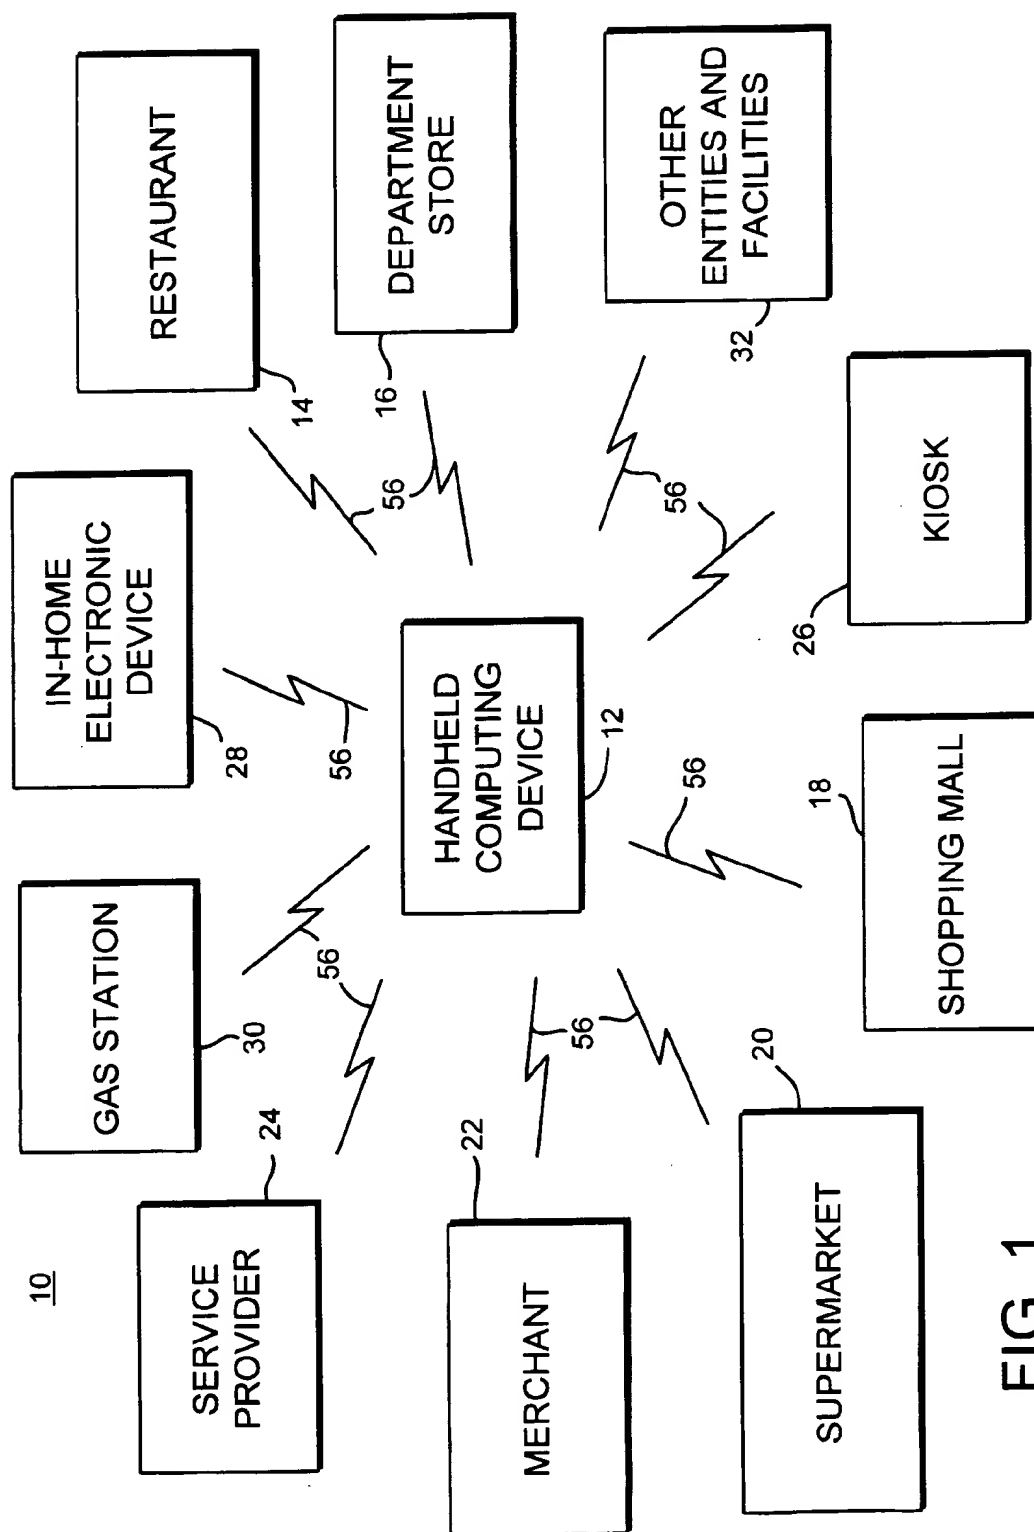 10
GAS STATION
30
IN-HOME
ELECTRONIC
DEVICE
28
RESTAURANT
14
SERVICE
PROVIDER
24
56
56
56
DEPARTMENT
STORE
16
HANDHELD
COMPUTING
DEVICE
12
MERCHANT
22
56
56
56
OTHER
ENTITIES AND
FACILITIES
32
SUPERMARKET
20
SHOPPING MALL
18
KIOSK
26
FIG. 1